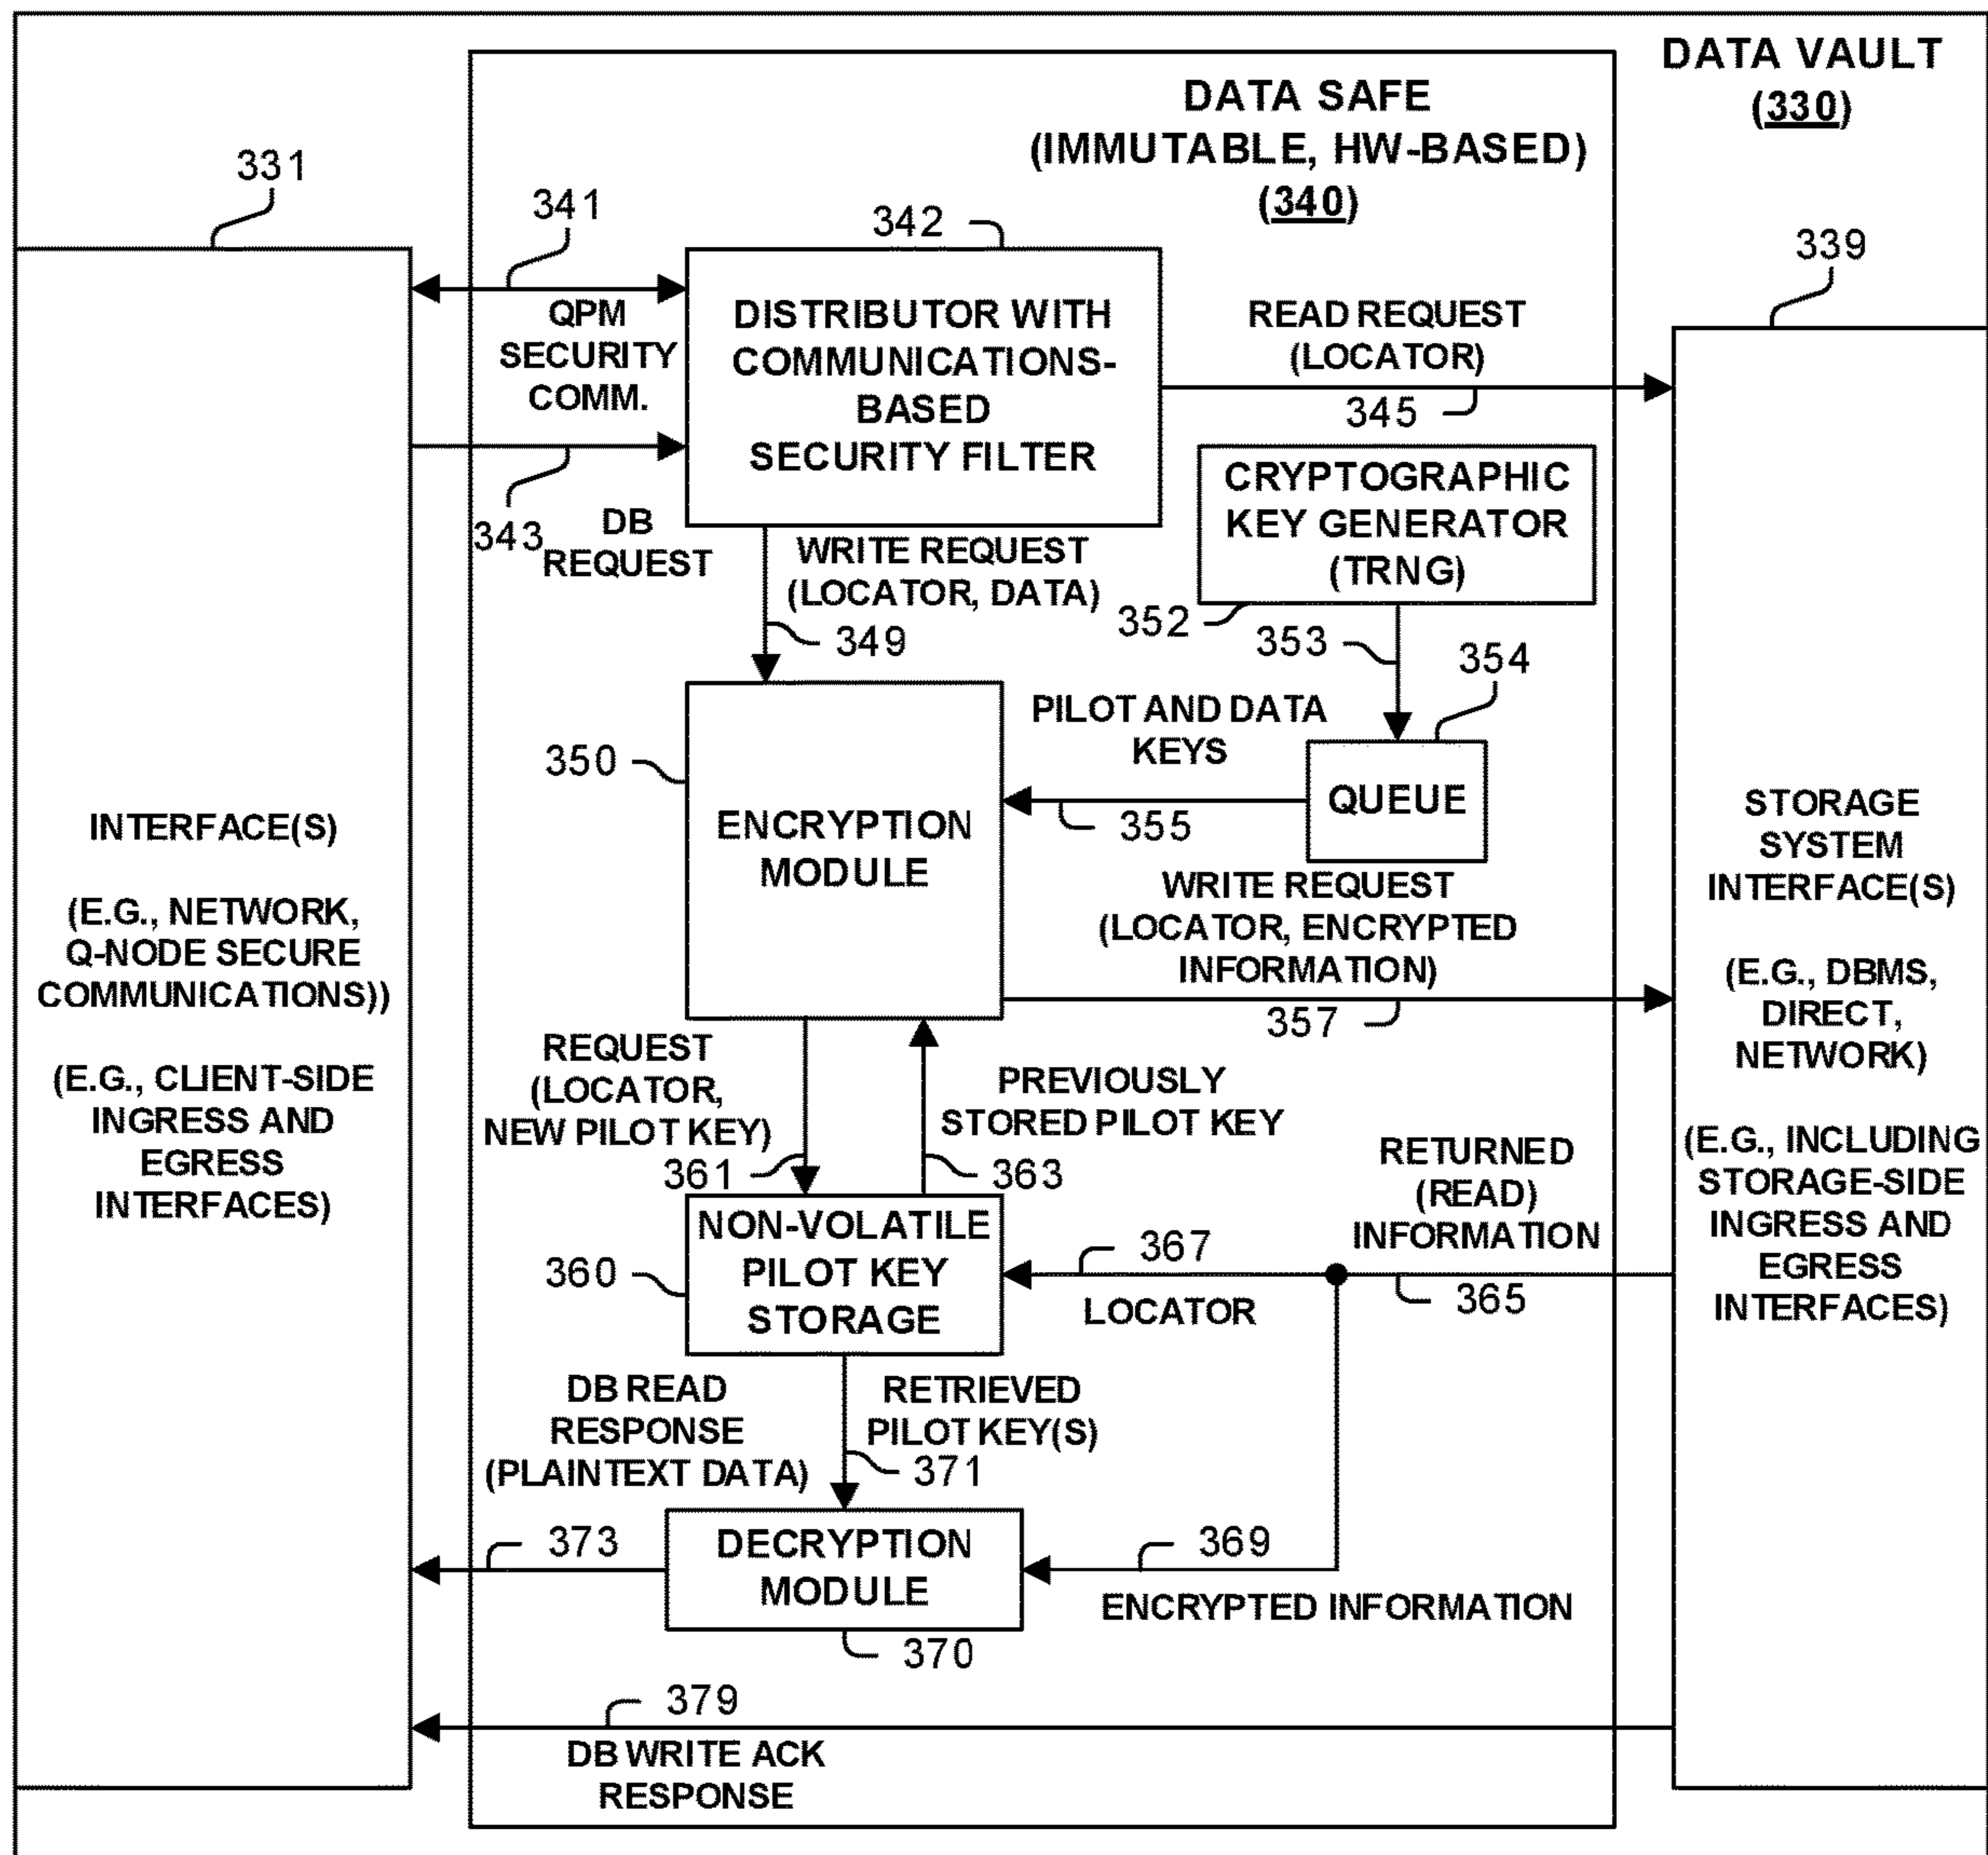 DATA VAULT
(330)
DATA SAFE
(IMMUTABLE, HW-BASED)
(340)
331
341
342
339
QPM
SECURITY
COMM.
DISTRIBUTOR WITH
COMMUNICATIONS-
BASED
SECURITY FILTER
READ REQUEST
(LOCATOR)
345
343
DB
REQUEST
WRITE REQUEST
(LOCATOR, DATA)
349
CRYPTOGRAPHIC
KEY GENERATOR
(TRNG)
352
353
354
PILOT AND DATA
KEYS
350
ENCRYPTION
MODULE
355
QUEUE
INTERFACE(S)
(E.G., NETWORK,
Q-NODE SECURE
COMMUNICATIONS))
(E.G., CLIENT-SIDE
INGRESS AND
EGRESS
INTERFACES)
STORAGE
SYSTEM
INTERFACE(S)
(E.G., DBMS,
DIRECT,
NETWORK)
(E.G., INCLUDING
STORAGE-SIDE
INGRESS AND
EGRESS
INTERFACES)
WRITE REQUEST
(LOCATOR, ENCRYPTED
INFORMATION)
357
REQUEST
(LOCATOR,
NEW PILOT KEY)
361
PREVIOUSLY
STORED PILOT KEY
363
RETURNED
(READ)
INFORMATION
365
360
NON-VOLATILE
PILOT KEY
STORAGE
367
LOCATOR
DB READ
RESPONSE
(PLAINTEXT DATA)
RETRIEVED
PILOT KEY(S)
371
373
DECRYPTION
MODULE
370
369
ENCRYPTED INFORMATION
379
DB WRITE ACK
RESPONSE